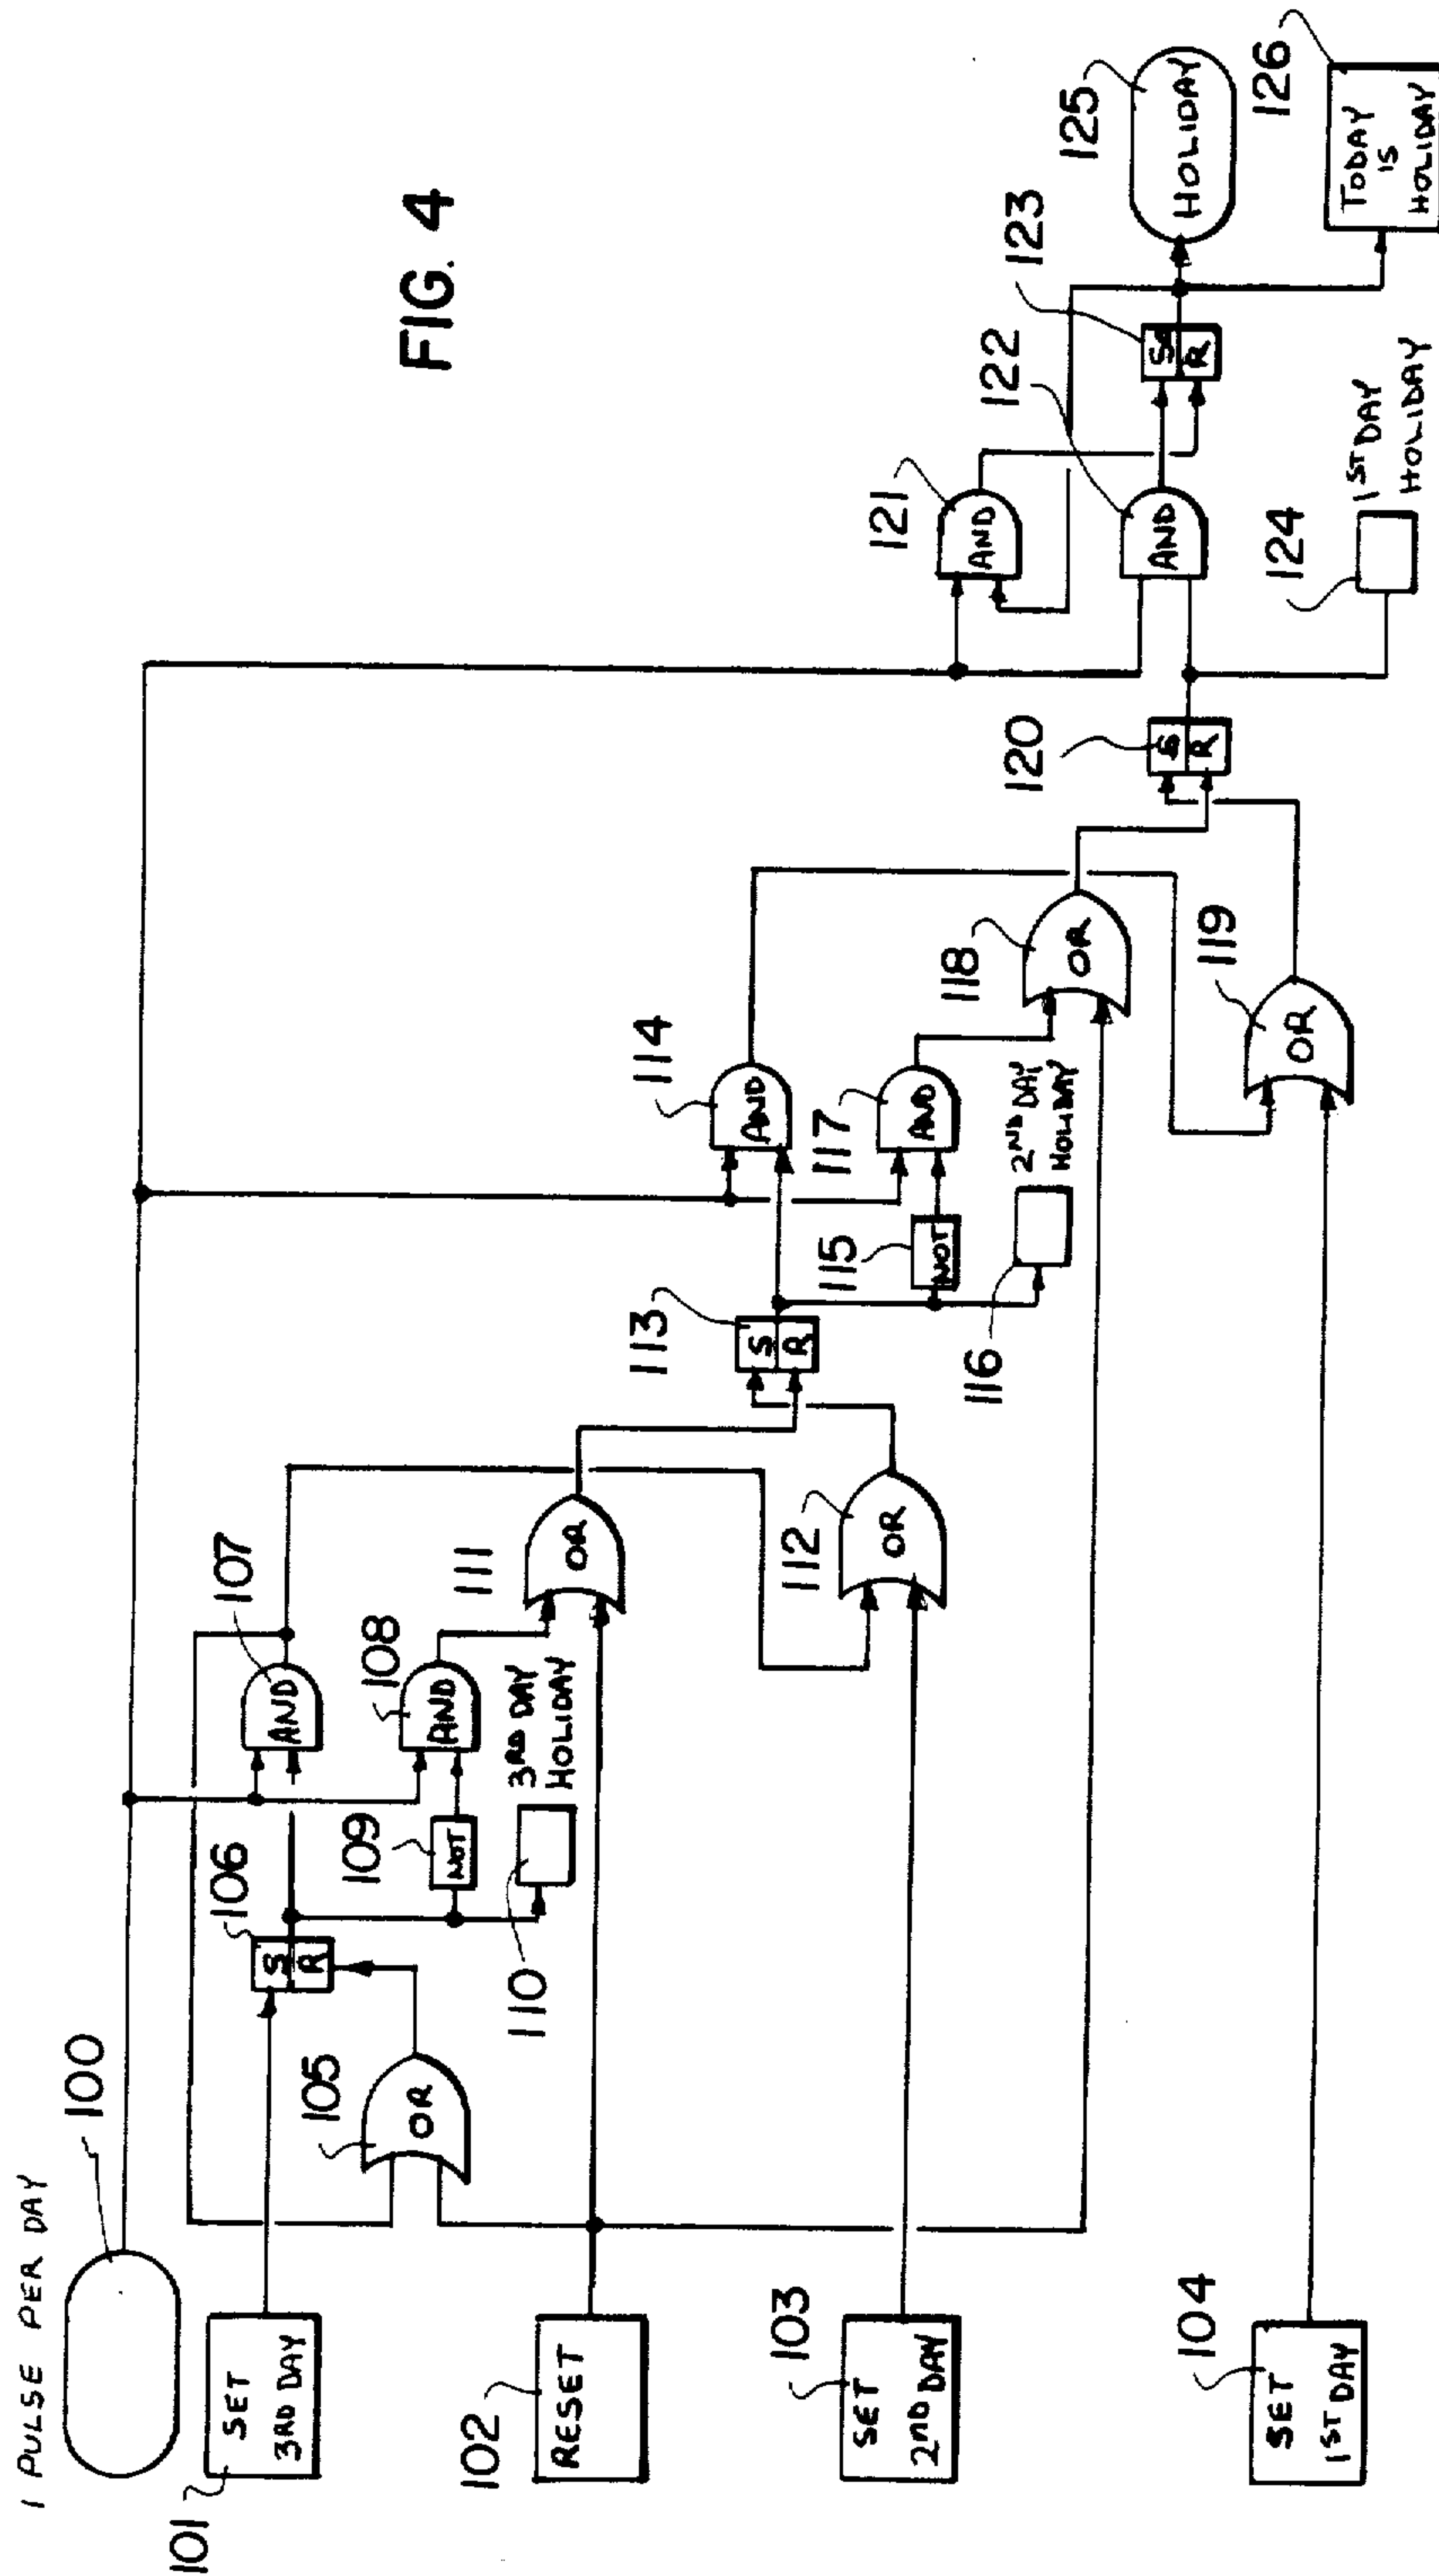 FIG. 4
1 PULSE PER DAY
100
101
SET
3RD DAY
102
RESET
103
SET
2ND DAY
104
SET
1ST DAY
105
OR
106
S
R
107
AND
108
AND
109
NOT
110
3RD DAY
HOLIDAY
111
OR
112
OR
113
S
R
114
AND
115
NOT
116
2ND DAY
HOLIDAY
117
AND
118
OR
119
OR
120
S
R
121
AND
122
AND
123
S
R
124
1ST DAY
HOLIDAY
125
HOLIDAY
126
TODAY
IS
HOLIDAY